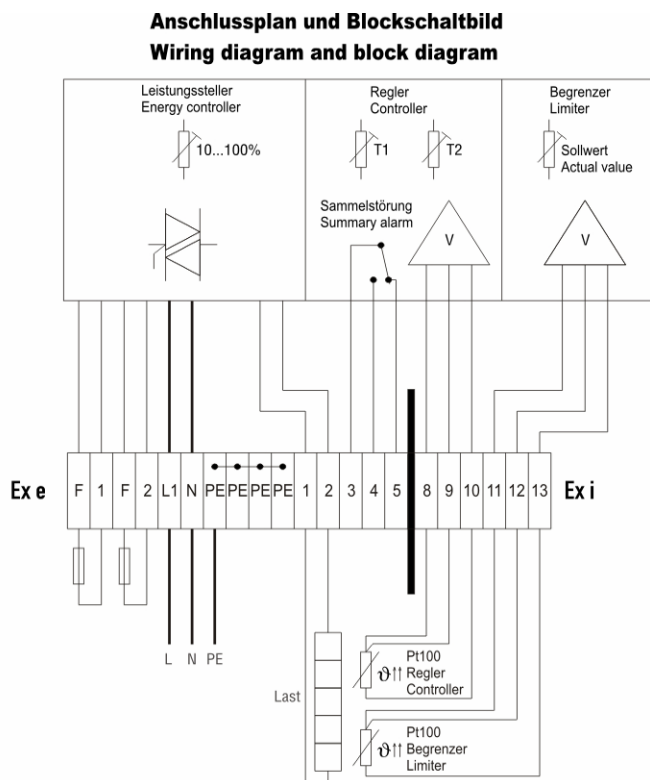 Anschlussplan und Blockschaltbild
Wiring diagram and block diagram
Leistungssteller
Energy controller
10...100%
Regler
Controller
T1
T2
Sammelstörung
Summary alarm
V
Begrenzer
Limiter
Sollwert
Actual value
V
Ex e
F 1 F 2 L1 N PE PE PE PE 1 2 3 4 5 8 9 10 11 12 13
Ex i
L N PE
Last
ϑ↑↑
Pt100
Regler
Controller
ϑ↑↑
Pt100
Begrenzer
Limiter